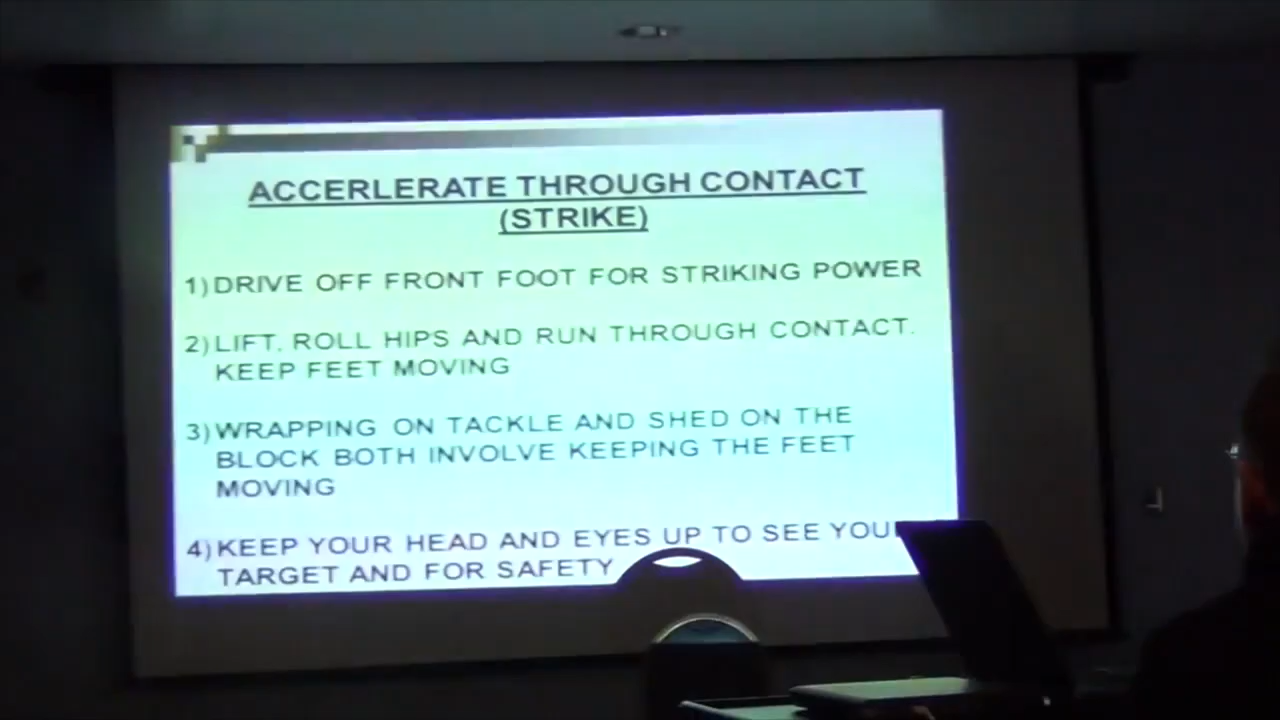 ACCERLERATE THROUGH CONTACT
(STRIKE)
1) DRIVE OFF FRONT FOOT FOR STRIKING POWER
2) LIFT, ROLL HIPS AND RUN THROUGH CONTACT.
KEEP FEET MOVING
3) WRAPPING ON TACKLE AND SHED ON THE
BLOCK BOTH INVOLVE KEEPING THE FEET
MOVING
4) KEEP YOUR HEAD AND EYES UP TO SEE
TARGET AND FOR SAFETY